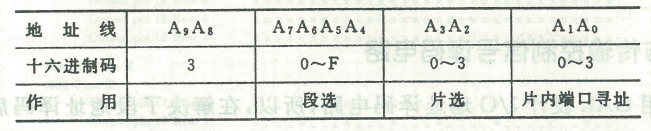 地 址 线 A₉A₈ A₇A₆A₅A₄ A₃A₂ A₁A₀
十六进制码 3 0～F 0～3 0～3
作 用 段选 片选 片内端口寻址